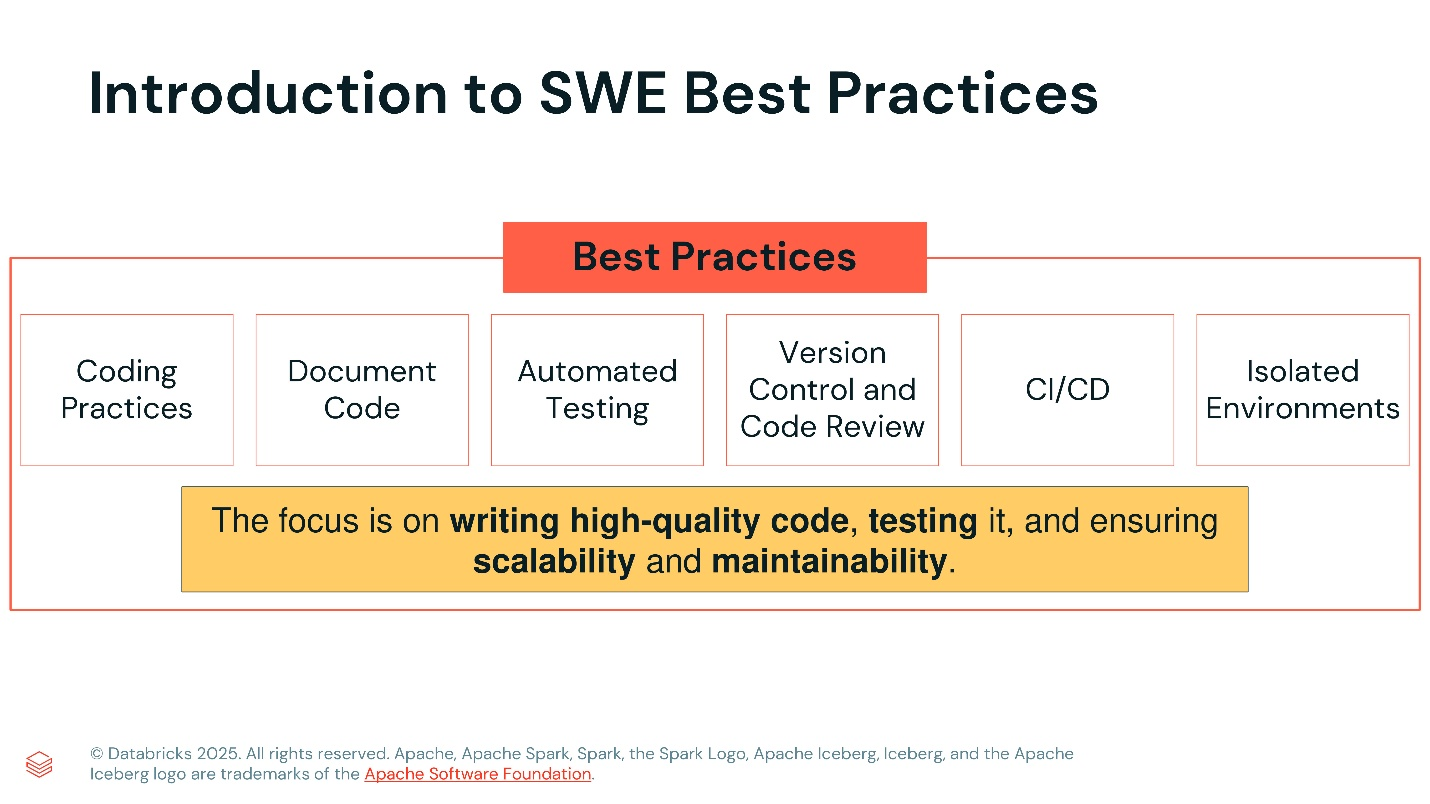 Introduction to SWE Best Practices
Best Practices
Coding
Practices
Document
Code
Automated
Testing
Version
Control and
Code Review
CI/CD
Isolated
Environments
The focus is on writing high-quality code, testing it, and ensuring
scalability and maintainability.
© Databricks 2025. All rights reserved. Apache, Apache Spark, Spark, the Spark Logo, Apache Iceberg, Iceberg, and the Apache
Iceberg logo are trademarks of the Apache Software Foundation.